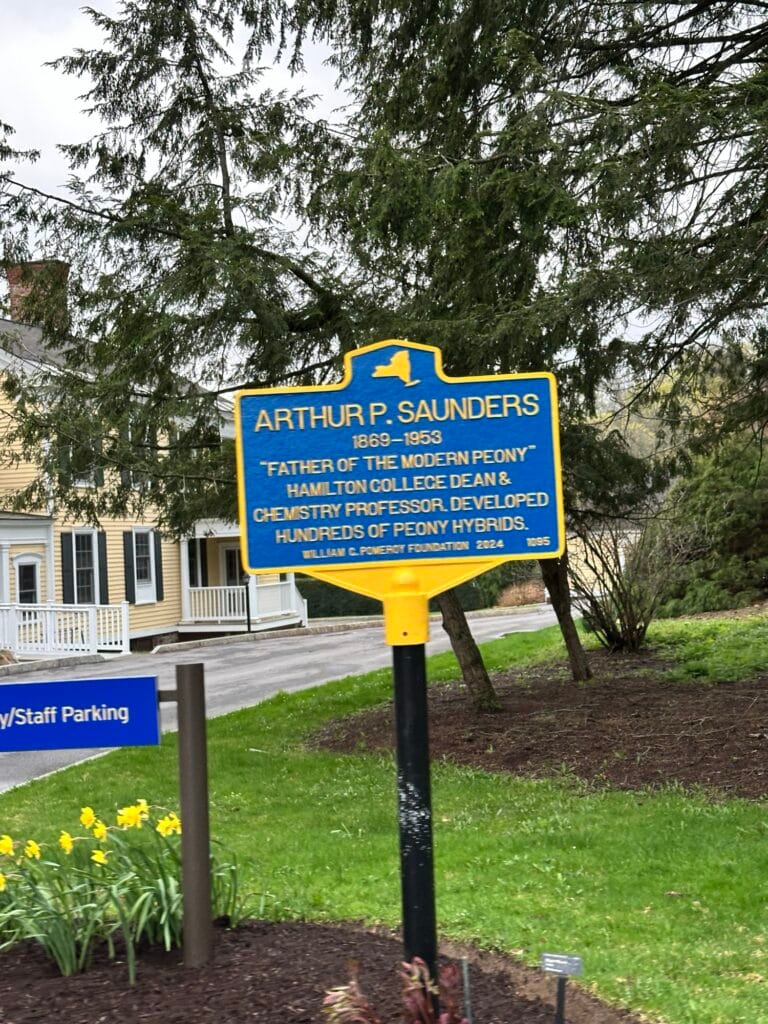 ARTHUR P. SAUNDERS
1869–1953
"FATHER OF THE MODERN PEONY"
HAMILTON COLLEGE DEAN &
CHEMISTRY PROFESSOR. DEVELOPED
HUNDREDS OF PEONY HYBRIDS.
WILLIAM G. POMEROY FOUNDATION 2024 1095
y/Staff Parking